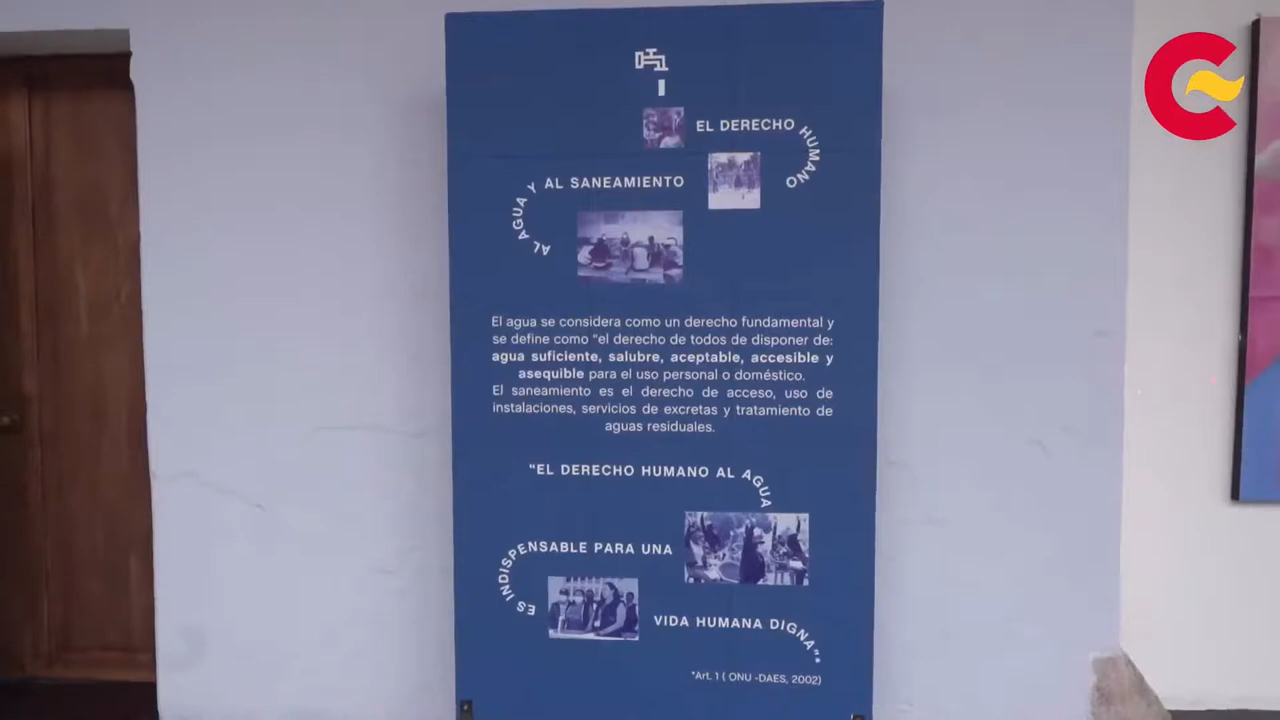 EL DERECHO HUMANO
AL AGUA Y AL SANEAMIENTO
El agua se considera como un derecho fundamental y
se define como "el derecho de todos de disponer de:
agua suficiente, salubre, aceptable, accesible y
asequible para el uso personal o doméstico.
El saneamiento es el derecho de acceso, uso de
instalaciones, servicios de excretas y tratamiento de
aguas residuales.
"EL DERECHO HUMANO AL AGUA
ES INDISPENSABLE PARA UNA
VIDA HUMANA DIGNA"*
*Art. 1 ( ONU -DAES, 2002)